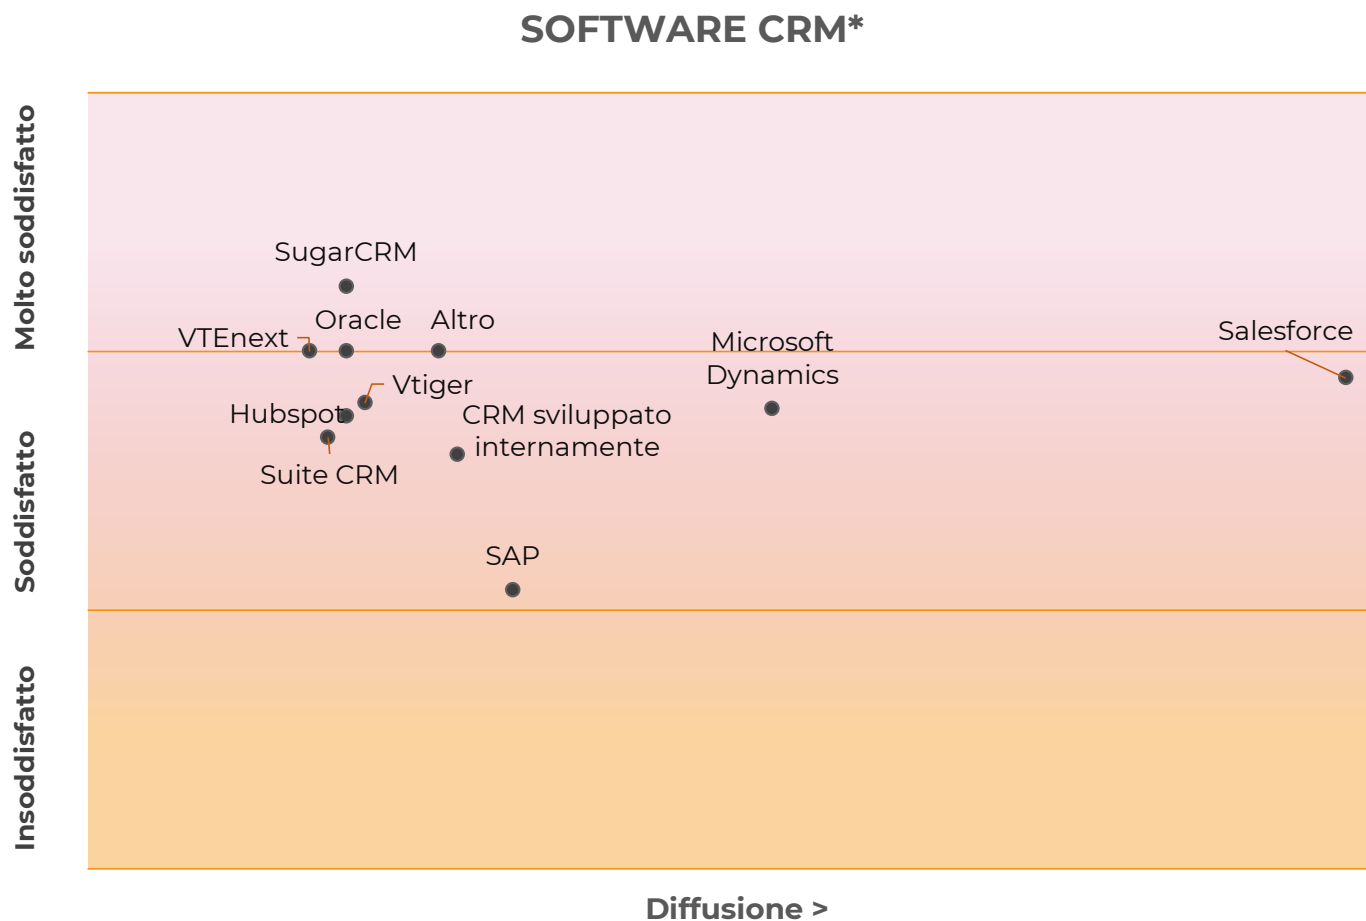 SOFTWARE CRM*
Molto soddisfatto
SugarCRM
Oracle
Altro
VTEnext
Microsoft
Dynamics
Salesforce
Vtiger
Hubspot
CRM sviluppato
internamente
Suite CRM
Soddisfatto
SAP
Insoddisfatto
Diffusione >